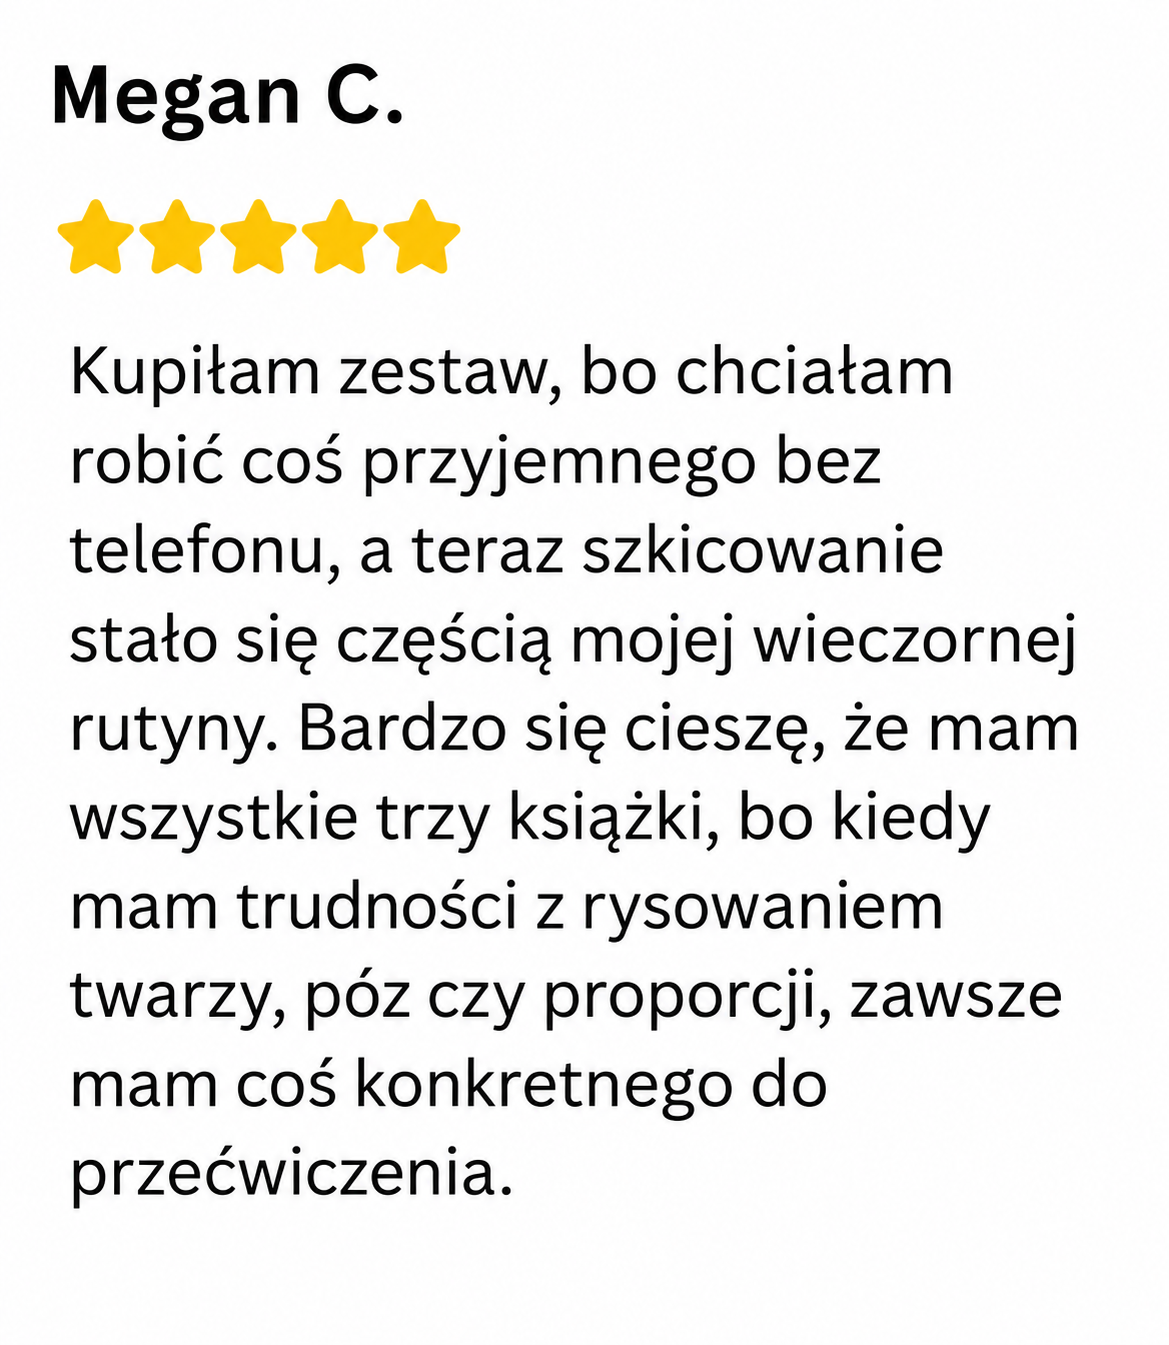 Megan C.
Kupiłam zestaw, bo chciałam
robić coś przyjemnego bez
telefonu, a teraz szkicowanie
stało się częścią mojej wieczornej
rutyny. Bardzo się cieszę, że mam
wszystkie trzy książki, bo kiedy
mam trudności z rysowaniem
twarzy, póz czy proporcji, zawsze
mam coś konkretnego do
przećwiczenia.